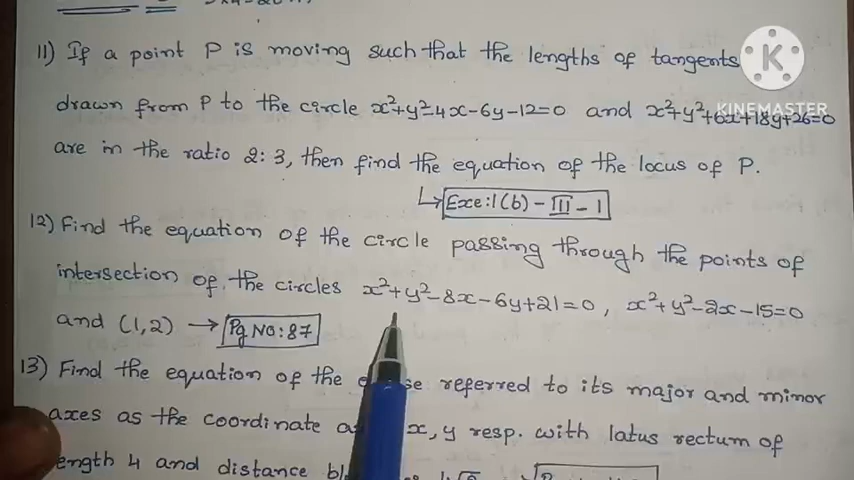 11) If a point P is moving such that the lengths of tangents
drawn from P to the circle x²+y²-4x-6y-12=0 and x²+y²+6x+18y+26=0
are in the ratio 2:3, then find the equation of the locus of P.
↳ Exe:1(b)-III-1
12) Find the equation of the circle passing through the points of
intersection of the circles x²+y²-8x-6y+21=0, x²+y²-2x-15=0
and (1,2) → Pg No:87
13) Find the equation of the referred to its major and minor
axes as the coordinate x,y resp. with latus rectum of
length 4 and distance
K
KINEMASTER